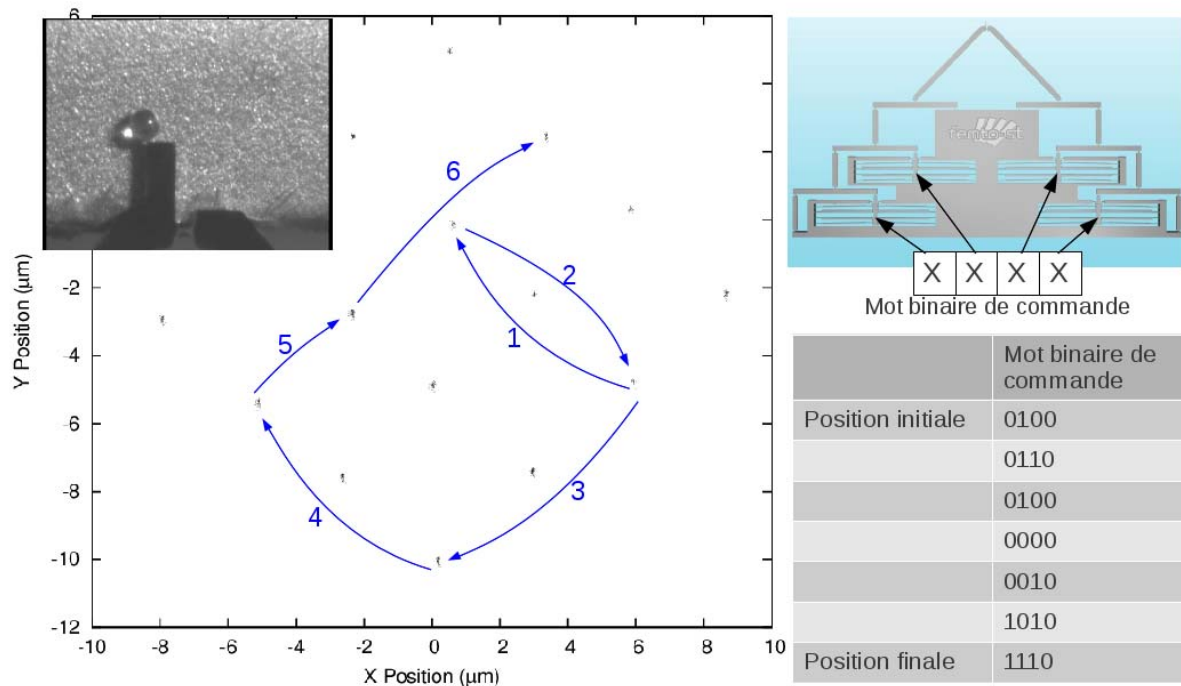 6
-2
-4
-6
-8
-10
-12
Y Position (μm)
-10 -8 -6 -4 -2 0 2 4 6 8 10
X Position (μm)
6
2
1
5
3
4
femto-st
X X X X
Mot binaire de commande
Mot binaire de
commande
Position initiale 0100
0110
0100
0000
0010
1010
Position finale 1110